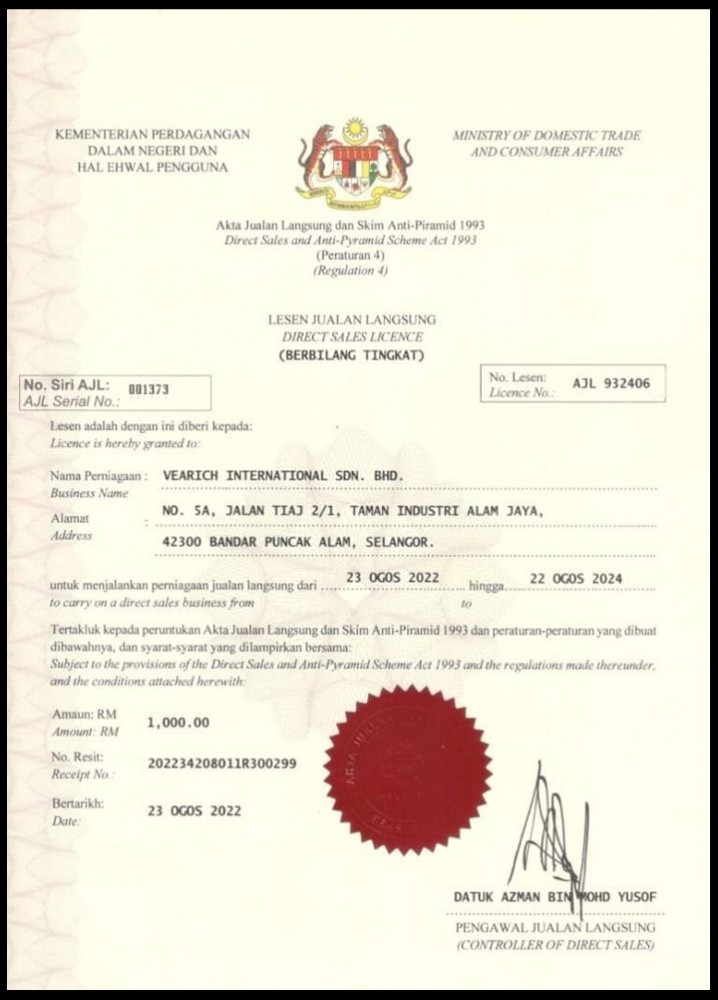 KEMENTERIAN PERDAGANGAN
DALAM NEGERI DAN
HAL EHWAL PENGGUNA
MINISTRY OF DOMESTIC TRADE
AND CONSUMER AFFAIRS
Akta Jualan Langsung dan Skim Anti-Piramid 1993
Direct Sales and Anti-Pyramid Scheme Act 1993
(Peraturan 4)
(Regulation 4)
LESEN JUALAN LANGSUNG
DIRECT SALES LICENCE
(BERBILANG TINGKAT)
No. Siri AJL: 001373
AJL Serial No.:
No. Lesen: AJL 932406
Licence No.:
Lesen adalah dengan ini diberi kepada:
Licence is hereby granted to:
Nama Perniagaan : VEARICH INTERNATIONAL SDN. BHD.
Business Name
Alamat : NO. 5A, JALAN TIAJ 2/1, TAMAN INDUSTRI ALAM JAYA,
Address
42300 BANDAR PUNCAK ALAM, SELANGOR.
untuk menjalankan perniagaan jualan langsung dari 23 OGOS 2022 hingga 22 OGOS 2024
to carry on a direct sales business from to
Tertakluk kepada peruntukan Akta Jualan Langsung dan Skim Anti-Piramid 1993 dan peraturan-peraturan yang dibuat
dibawahnya, dan syarat-syarat yang dilampirkan bersama:
Subject to the provisions of the Direct Sales and Anti-Pyramid Scheme Act 1993 and the regulations made thereunder,
and the conditions attached herewith:
Amaun: RM 1,000.00
Amount: RM
No. Resit: 202234208011R300299
Receipt No.:
Bertarikh: 23 OGOS 2022
Date:
DATUK AZMAN BIN MOHD YUSOF
PENGAWAL JUALAN LANGSUNG
(CONTROLLER OF DIRECT SALES)